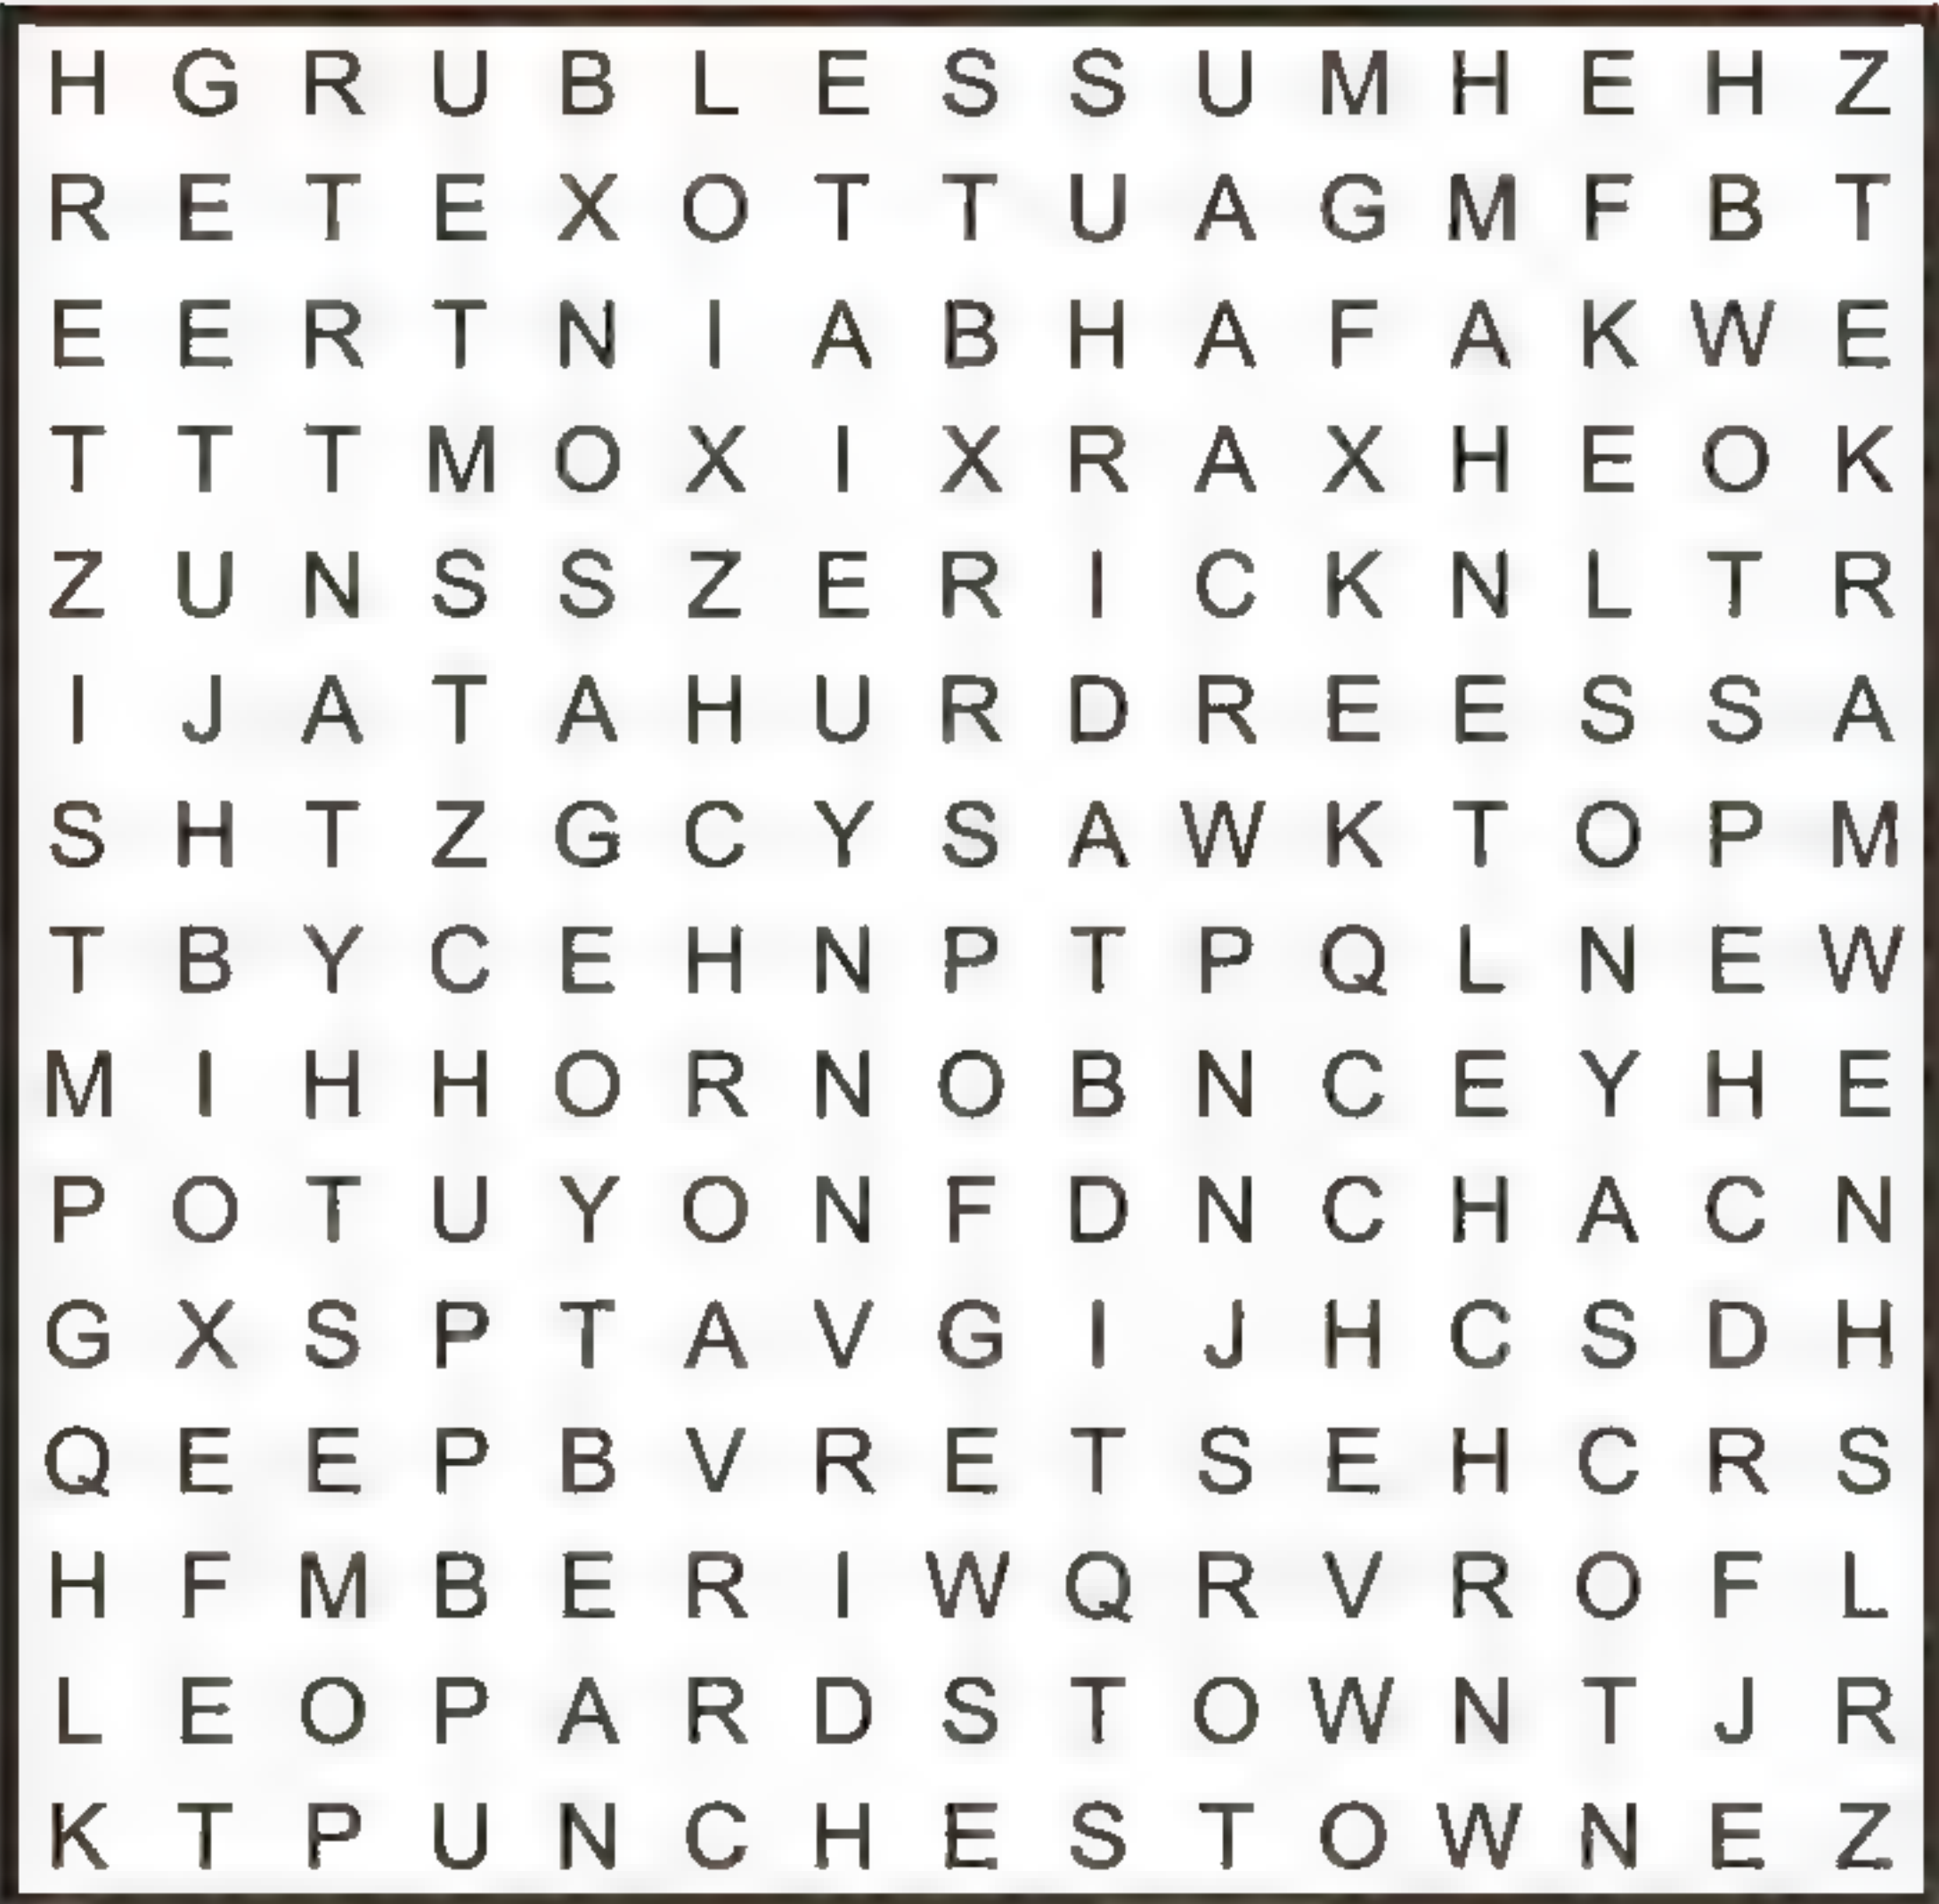 H G R U B L E S S U M H E H Z
R E T E X O T T U A G M F B T
E E R T N I A B H A F A K W E
T T T M O X I X R A X H E O K
Z U N S S Z E R I C K N L T R
I J A T A H U R D R E E S S A
S H T Z G C Y S A W K T O P M
T B Y C E H N P T P Q L N E W
M I H H O R N O B N C E Y H E
P O T U Y O N F D N C H A C N
G X S P T A V G I J H C S D H
Q E E P B V R E T S E H C R S
H F M B E R I W Q R V R O F L
L E O P A R D S T O W N T J R
K T P U N C H E S T O W N E Z